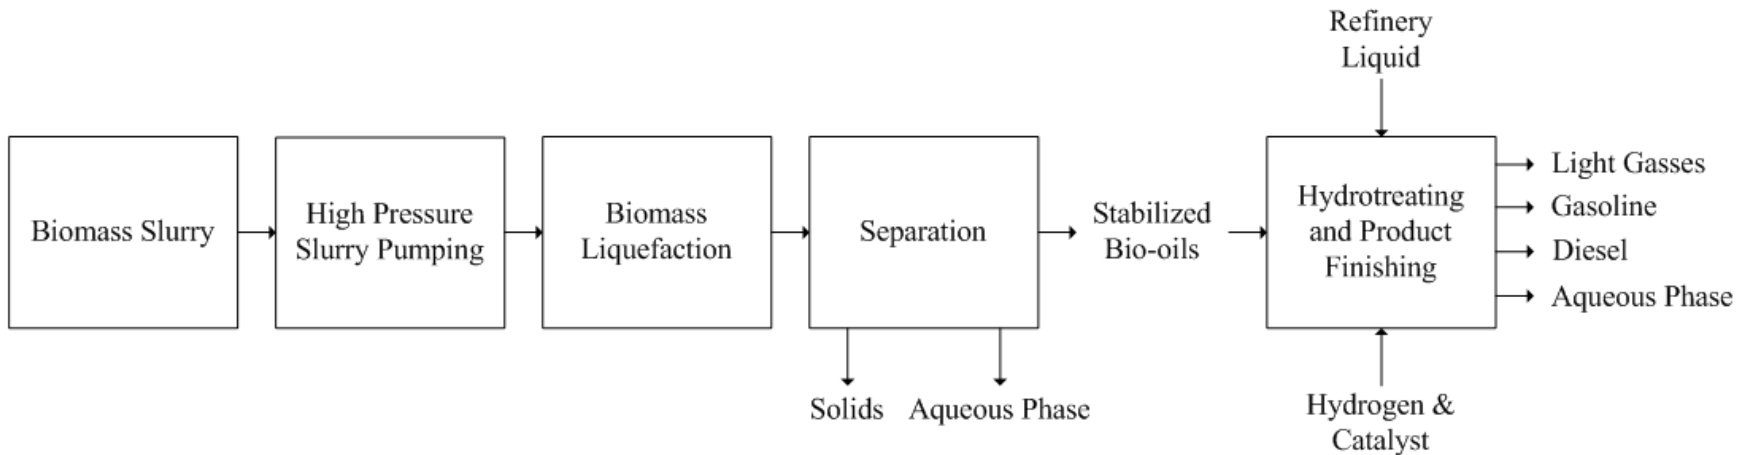 Refinery
Liquid
Biomass Slurry
High Pressure
Slurry Pumping
Biomass
Liquefaction
Separation
Stabilized
Bio-oils
Hydrotreating
and Product
Finishing
Light Gasses
Gasoline
Diesel
Aqueous Phase
Solids
Aqueous Phase
Hydrogen &
Catalyst